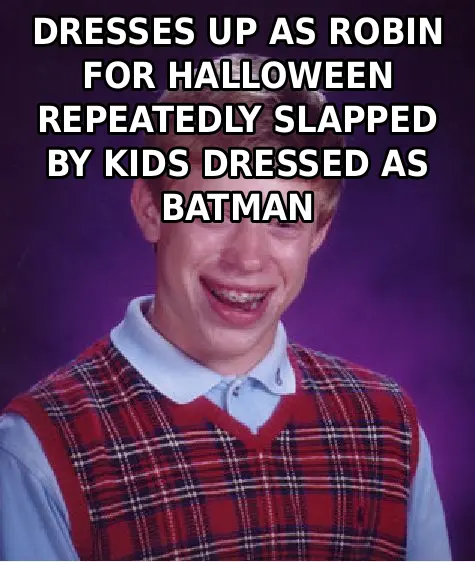 DRESSES UP AS ROBIN
FOR HALLOWEEN
REPEATEDLY SLAPPED
BY KIDS DRESSED AS
BATMAN